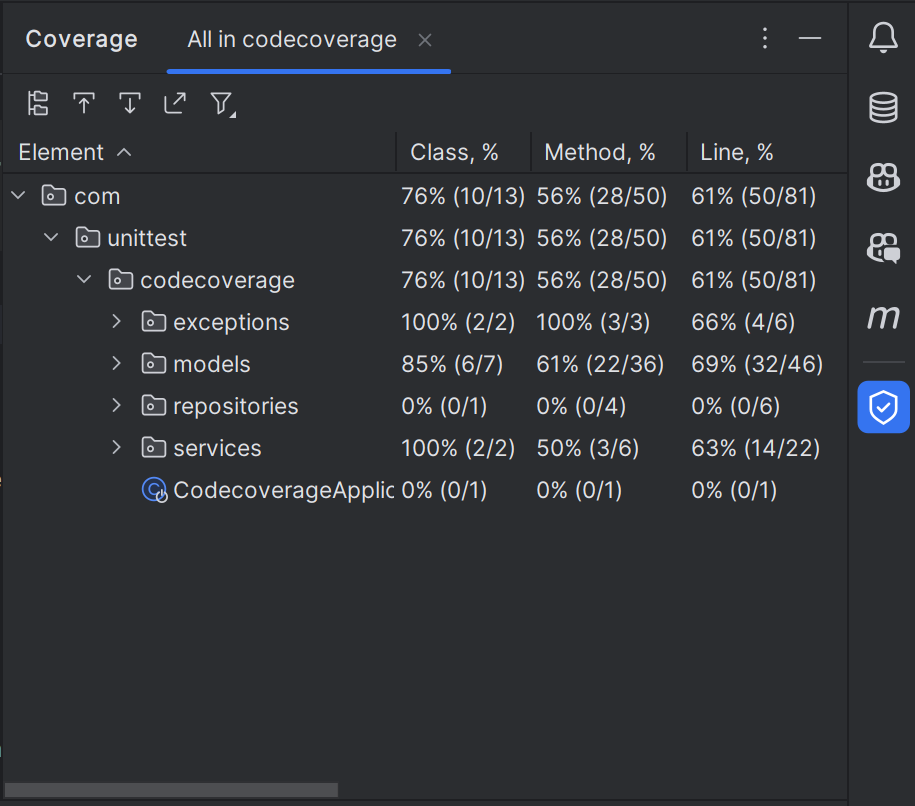 Coverage All in codecoverage
Element Class, % Method, % Line, %
com 76% (10/13) 56% (28/50) 61% (50/81)
unittest 76% (10/13) 56% (28/50) 61% (50/81)
codecoverage 76% (10/13) 56% (28/50) 61% (50/81)
exceptions 100% (2/2) 100% (3/3) 66% (4/6)
models 85% (6/7) 61% (22/36) 69% (32/46)
repositories 0% (0/1) 0% (0/4) 0% (0/6)
services 100% (2/2) 50% (3/6) 63% (14/22)
CodecoverageApplic 0% (0/1) 0% (0/1) 0% (0/1)
m